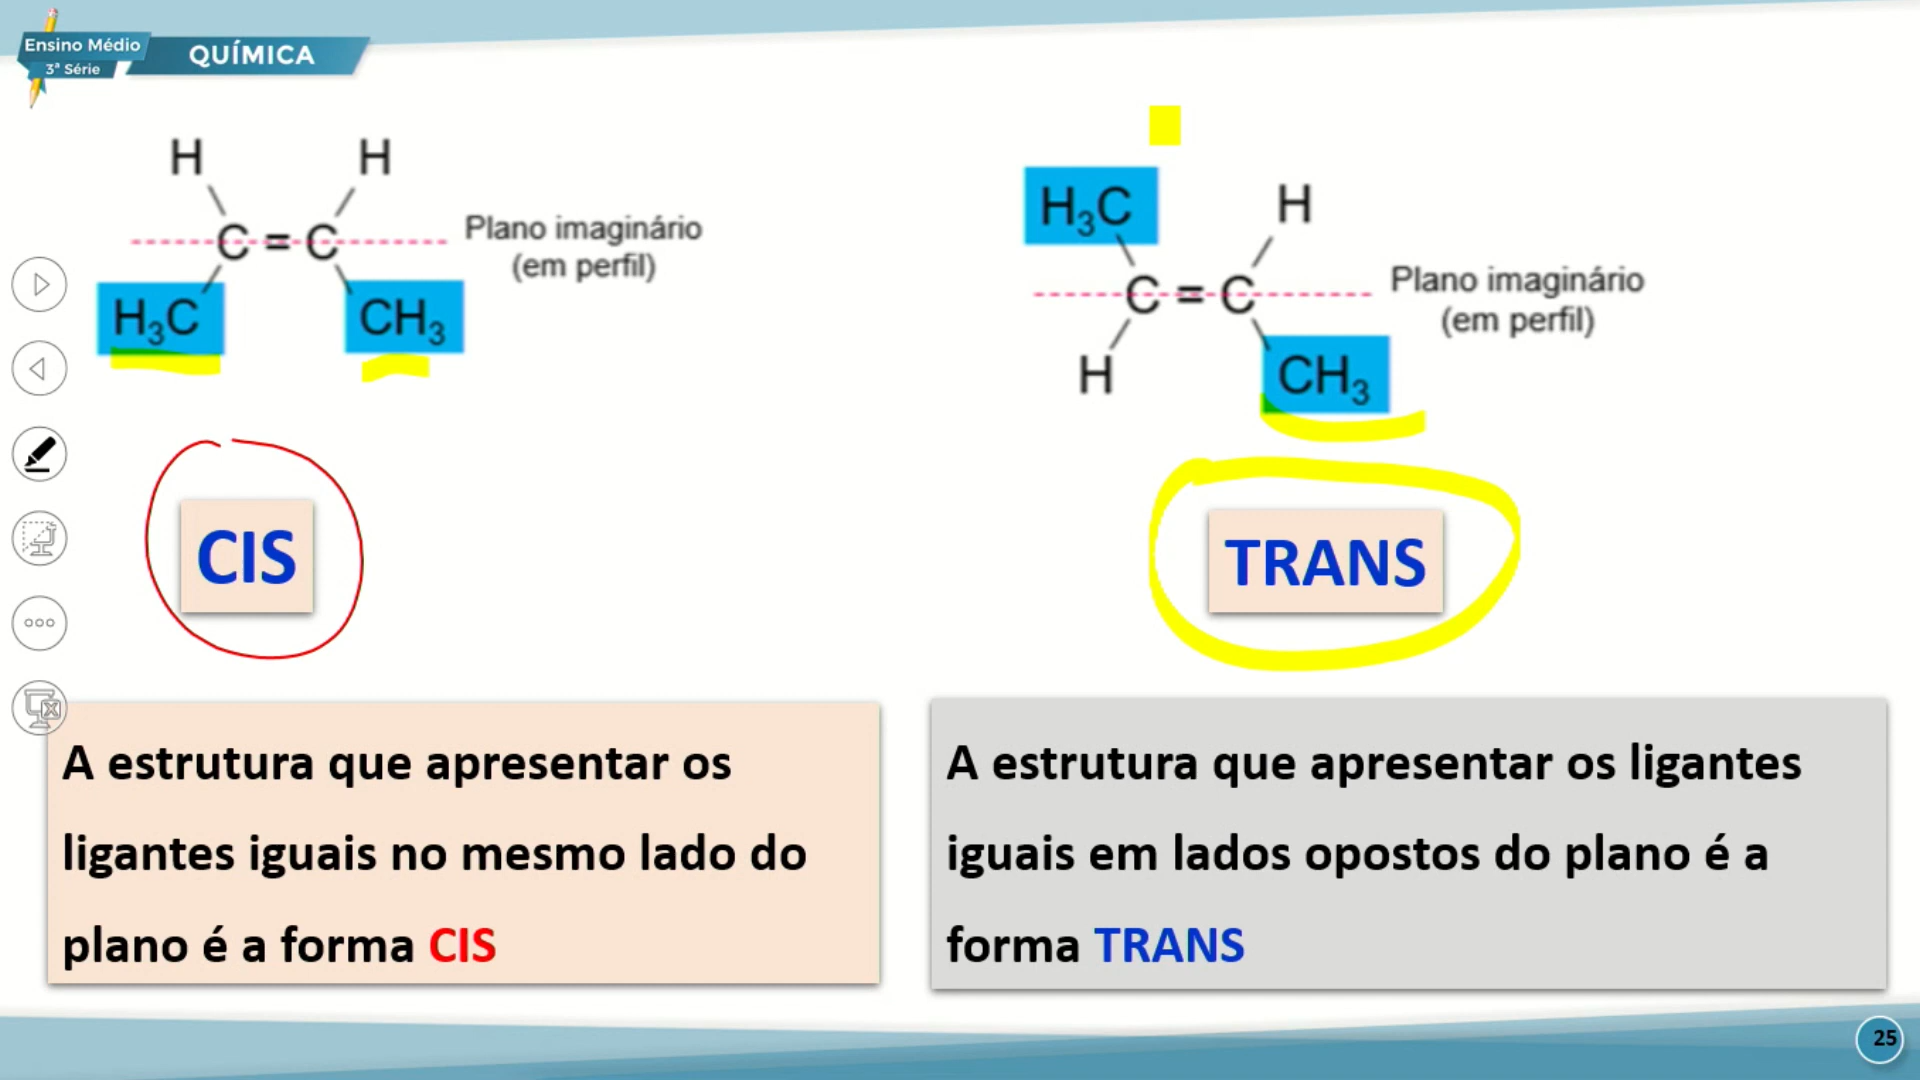 Ensino Médio
3ª Série
QUÍMICA
H H
C = C
Plano imaginário
(em perfil)
H₃C CH₃
CIS
H₃C H
C = C
Plano imaginário
(em perfil)
H CH₃
TRANS
A estrutura que apresentar os
ligantes iguais no mesmo lado do
plano é a forma CIS
A estrutura que apresentar os ligantes
iguais em lados opostos do plano é a
forma TRANS
25